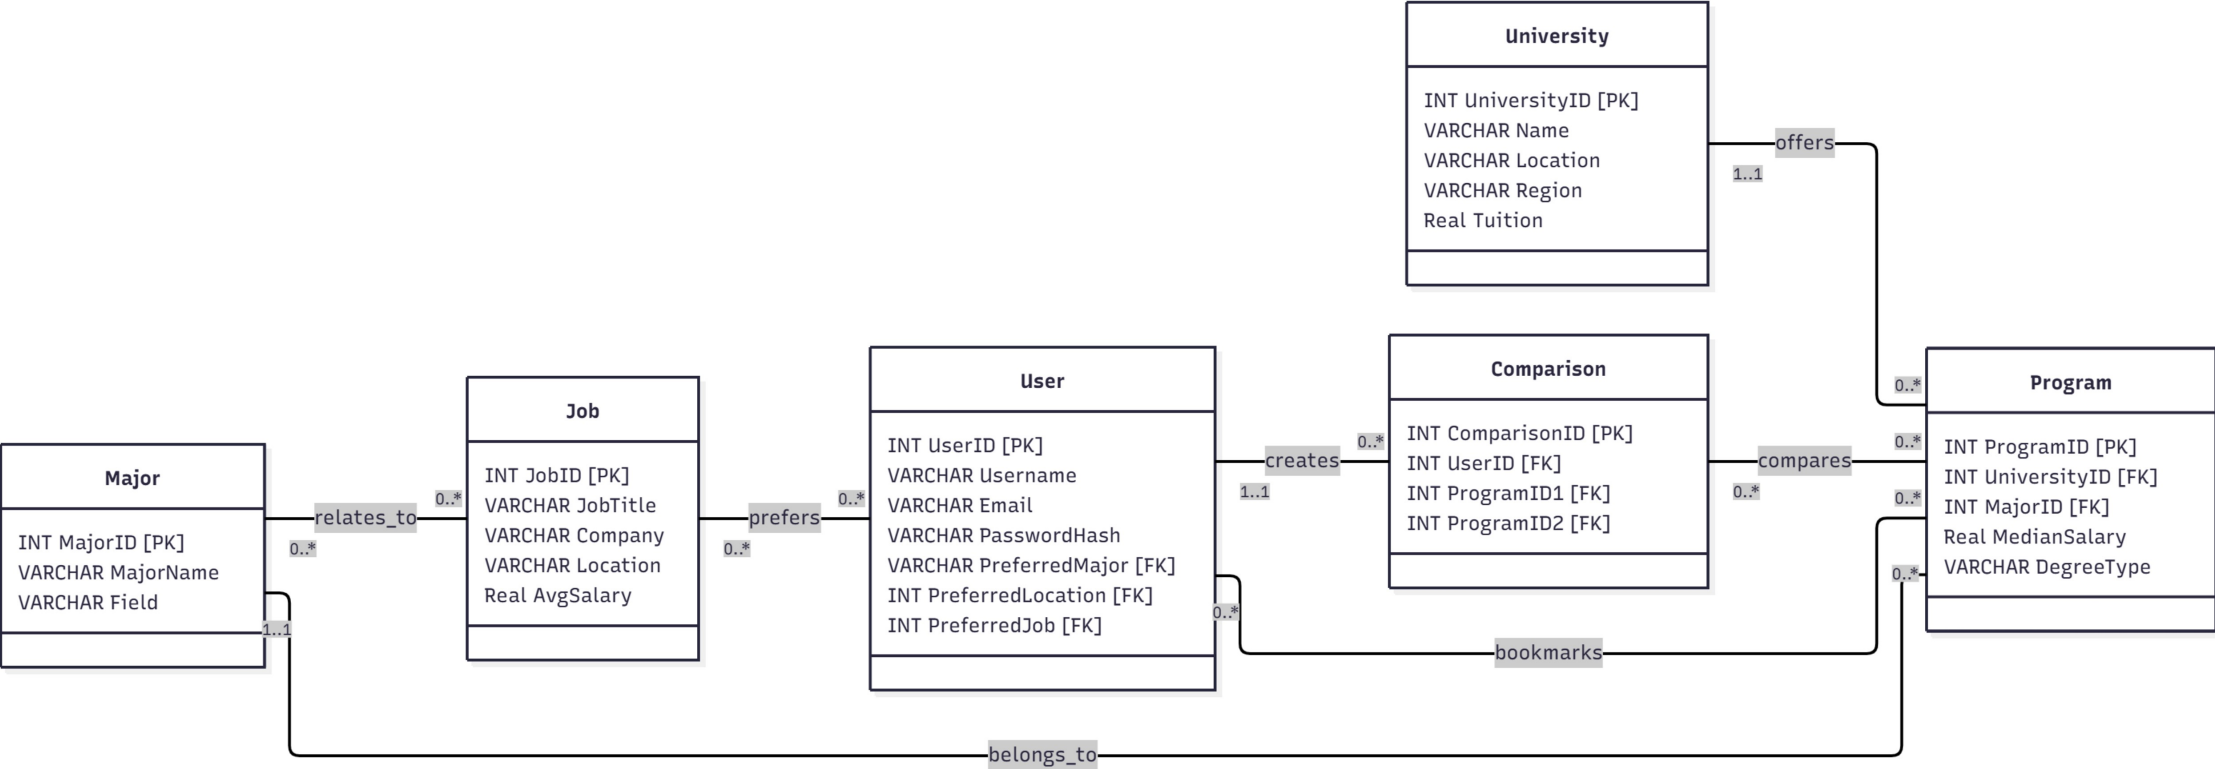 University
INT UniversityID [PK]
VARCHAR Name
VARCHAR Location
VARCHAR Region
Real Tuition
offers
1..1
0..*
Major
INT MajorID [PK]
VARCHAR MajorName
VARCHAR Field
relates_to
0..*
0..*
1..1
Job
INT JobID [PK]
VARCHAR JobTitle
VARCHAR Company
VARCHAR Location
Real AvgSalary
prefers
0..*
0..*
User
INT UserID [PK]
VARCHAR Username
VARCHAR Email
VARCHAR PasswordHash
VARCHAR PreferredMajor [FK]
INT PreferredLocation [FK]
INT PreferredJob [FK]
creates
0..*
1..1
0..*
Comparison
INT ComparisonID [PK]
INT UserID [FK]
INT ProgramID1 [FK]
INT ProgramID2 [FK]
compares
0..*
0..*
bookmarks
0..*
belongs_to
0..*
Program
INT ProgramID [PK]
INT UniversityID [FK]
INT MajorID [FK]
Real MedianSalary
VARCHAR DegreeType